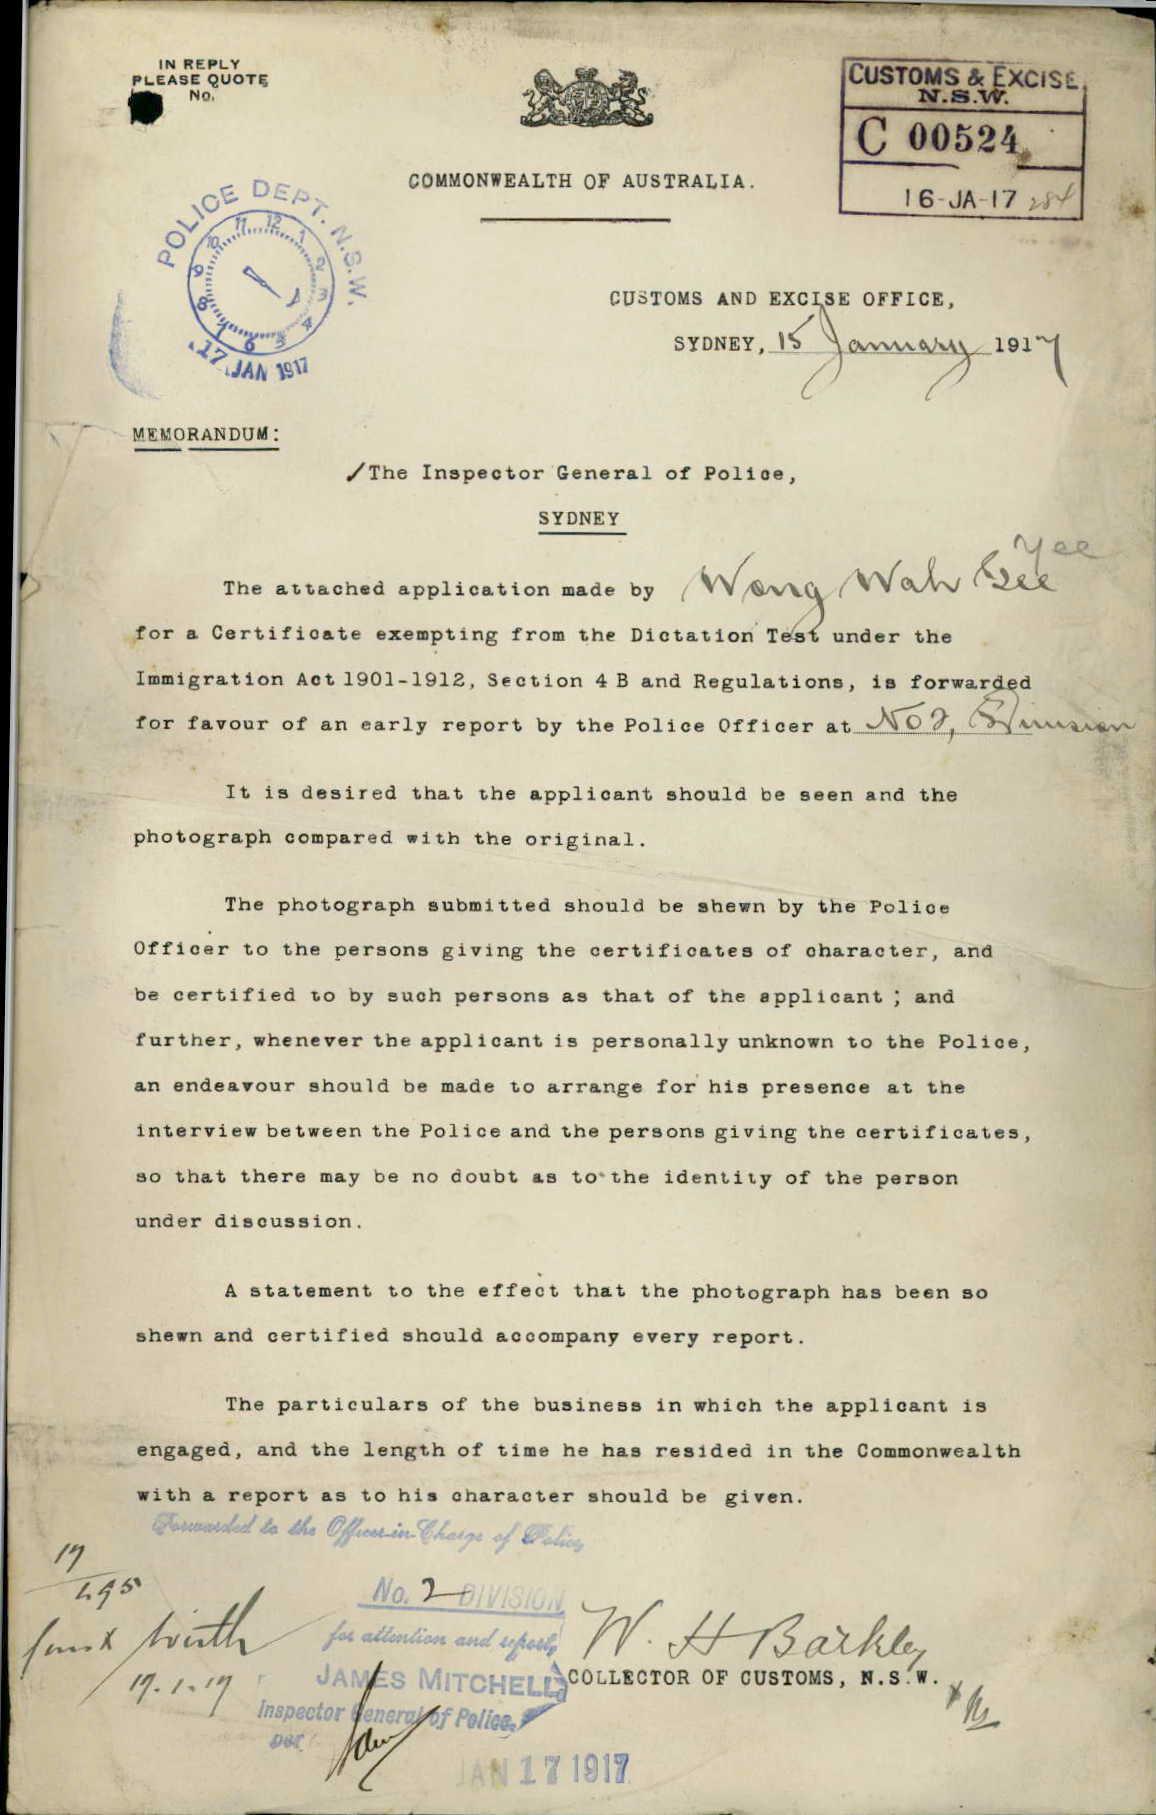 IN REPLY
PLEASE QUOTE
No.
CUSTOMS & EXCISE
N.S.W.
C 00524
16-JA-17
COMMONWEALTH OF AUSTRALIA.
POLICE DEPT. N.S.W.
12 1 2 3 4 5 6 7 8 9 10 11
17 JAN 1917
CUSTOMS AND EXCISE OFFICE,
SYDNEY, 15 January 1917
MEMORANDUM:
The Inspector General of Police,
SYDNEY
Yee
The attached application made by Wong Wah Gee
for a Certificate exempting from the Dictation Test under the
Immigration Act 1901-1912, Section 4 B and Regulations, is forwarded
for favour of an early report by the Police Officer at No 2, Division
It is desired that the applicant should be seen and the
photograph compared with the original.
The photograph submitted should be shewn by the Police
Officer to the persons giving the certificates of character, and
be certified to by such persons as that of the applicant ; and
further, whenever the applicant is personally unknown to the Police,
an endeavour should be made to arrange for his presence at the
interview between the Police and the persons giving the certificates,
so that there may be no doubt as to the identity of the person
under discussion.
A statement to the effect that the photograph has been so
shewn and certified should accompany every report.
The particulars of the business in which the applicant is
engaged, and the length of time he has resided in the Commonwealth
with a report as to his character should be given.
Forwarded to the Officer-in-Charge of Police,
No. 2 DIVISION
for attention and report,
W. H Barkley
JAMES MITCHELL
COLLECTOR OF CUSTOMS, N.S.W.
17.1.17
Inspector General of Police.
per
JAN 17 1917